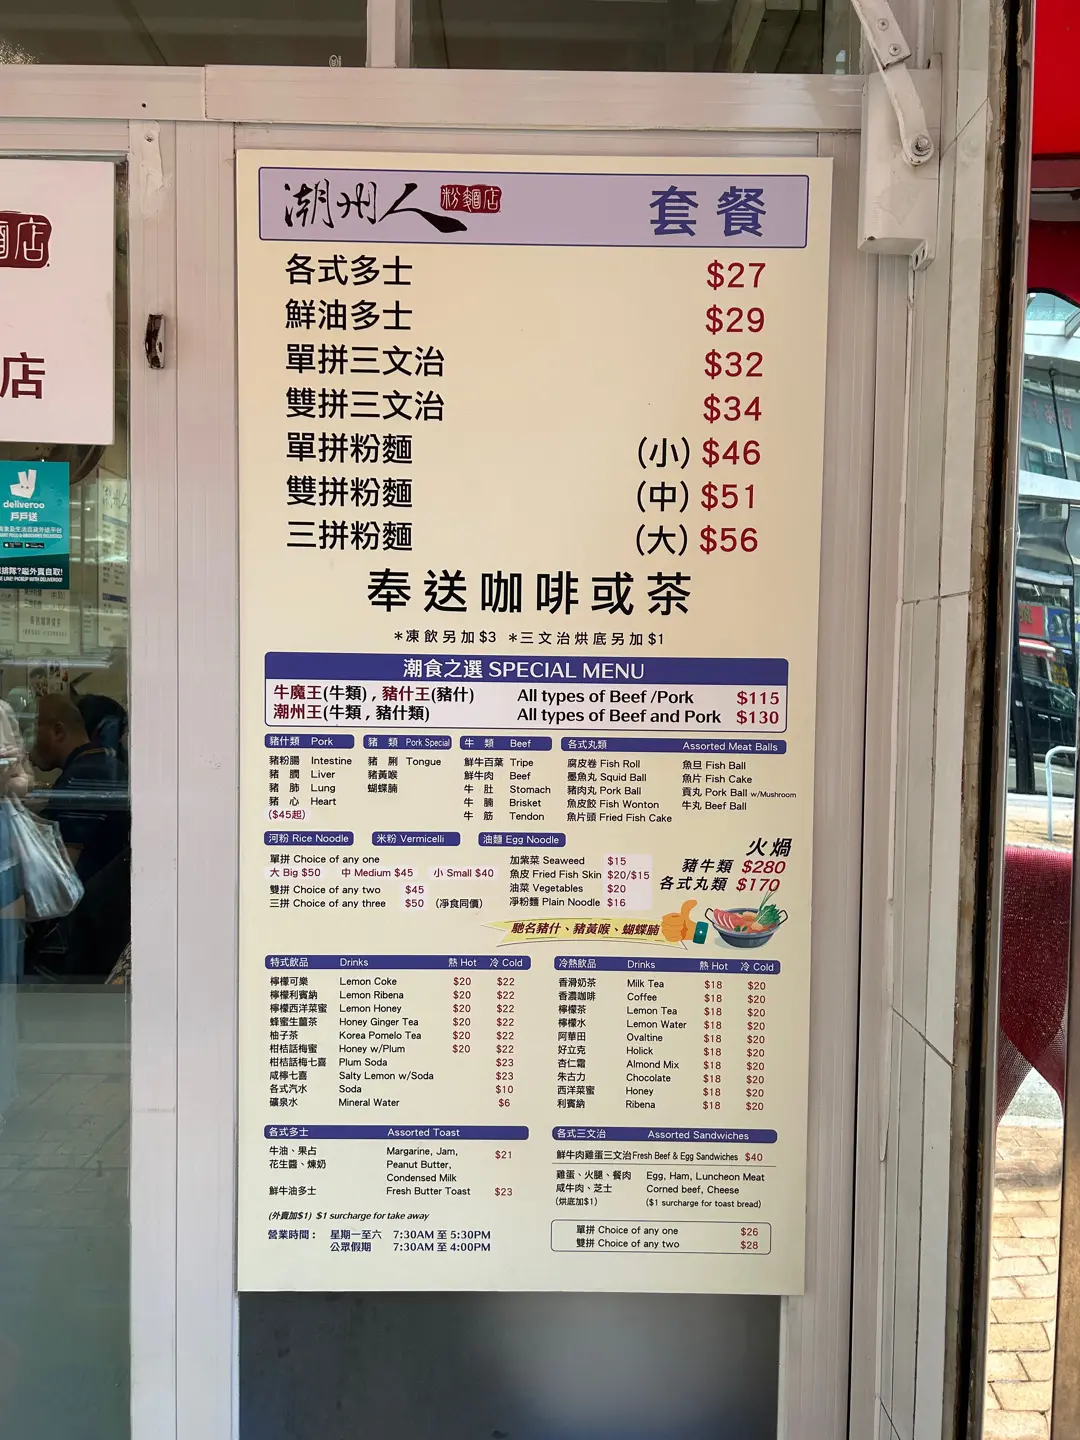 潮州人 粉麵店 套餐
各式多士 $27
鮮油多士 $29
單拼三文治 $32
雙拼三文治 $34
單拼粉麵 (小) $46
雙拼粉麵 (中) $51
三拼粉麵 (大) $56
奉送咖啡或茶
*凍飲另加$3 *三文治烘底另加$1
潮食之選 SPECIAL MENU
牛魔王(牛類) , 豬什王(豬什) All types of Beef /Pork $115
潮州王(牛類 , 豬什類) All types of Beef and Pork $130
豬什類 Pork
豬粉腸 Intestine
豬膶 Liver
豬肺 Lung
豬心 Heart
($45起)
豬類 Pork Special
豬脷 Tongue
豬黃喉
蝴蝶腩
牛類 Beef
鮮牛百葉 Tripe
鮮牛肉 Beef
牛肚 Stomach
牛腩 Brisket
牛筋 Tendon
各式丸類 Assorted Meat Balls
腐皮卷 Fish Roll
墨魚丸 Squid Ball
豬肉丸 Pork Ball
魚皮餃 Fish Wonton
魚片頭 Fried Fish Cake
魚旦 Fish Ball
魚片 Fish Cake
貢丸 Pork Ball w/Mushroom
牛丸 Beef Ball
河粉 Rice Noodle 米粉 Vermicelli 油麵 Egg Noodle
單拼 Choice of any one
大 Big $50 中 Medium $45 小 Small $40
雙拼 Choice of any two $45
三拼 Choice of any three $50 (淨食同價)
加紫菜 Seaweed $15
魚皮 Fried Fish Skin $20/$15
油菜 Vegetables $20
淨粉麵 Plain Noodle $16
火焗
豬牛類 $280
各式丸類 $170
馳名豬什、豬黃喉、蝴蝶腩
特式飲品 Drinks 熱 Hot 冷 Cold
檸檬可樂 Lemon Coke $20 $22
檸檬利賓納 Lemon Ribena $20 $22
檸檬西洋菜蜜 Lemon Honey $20 $22
蜂蜜生薑茶 Honey Ginger Tea $20 $22
柚子茶 Korea Pomelo Tea $20 $22
柑桔話梅蜜 Honey w/Plum $20 $22
柑桔話梅七喜 Plum Soda $23
咸檸七喜 Salty Lemon w/Soda $23
各式汽水 Soda $10
礦泉水 Mineral Water $6
冷熱飲品 Drinks 熱 Hot 冷 Cold
香滑奶茶 Milk Tea $18 $20
香濃咖啡 Coffee $18 $20
檸檬茶 Lemon Tea $18 $20
檸檬水 Lemon Water $18 $20
阿華田 Ovaltine $18 $20
好立克 Holick $18 $20
杏仁霜 Almond Mix $18 $20
朱古力 Chocolate $18 $20
西洋菜蜜 Honey $18 $20
利賓納 Ribena $18 $20
各式多士 Assorted Toast
牛油、果占 Margarine, Jam, $21
花生醬、煉奶 Peanut Butter,
Condensed Milk
鮮牛油多士 Fresh Butter Toast $23
(外賣加$1) $1 surcharge for take away
營業時間： 星期一至六 7:30AM 至 5:30PM
公眾假期 7:30AM 至 4:00PM
各式三文治 Assorted Sandwiches
鮮牛肉雞蛋三文治 Fresh Beef & Egg Sandwiches $40
雞蛋、火腿、餐肉 Egg, Ham, Luncheon Meat
咸牛肉、芝士 Corned beef, Cheese
(烘底加$1) ($1 surcharge for toast bread)
單拼 Choice of any one $26
雙拼 Choice of any two $28
店
deliveroo
戶戶送